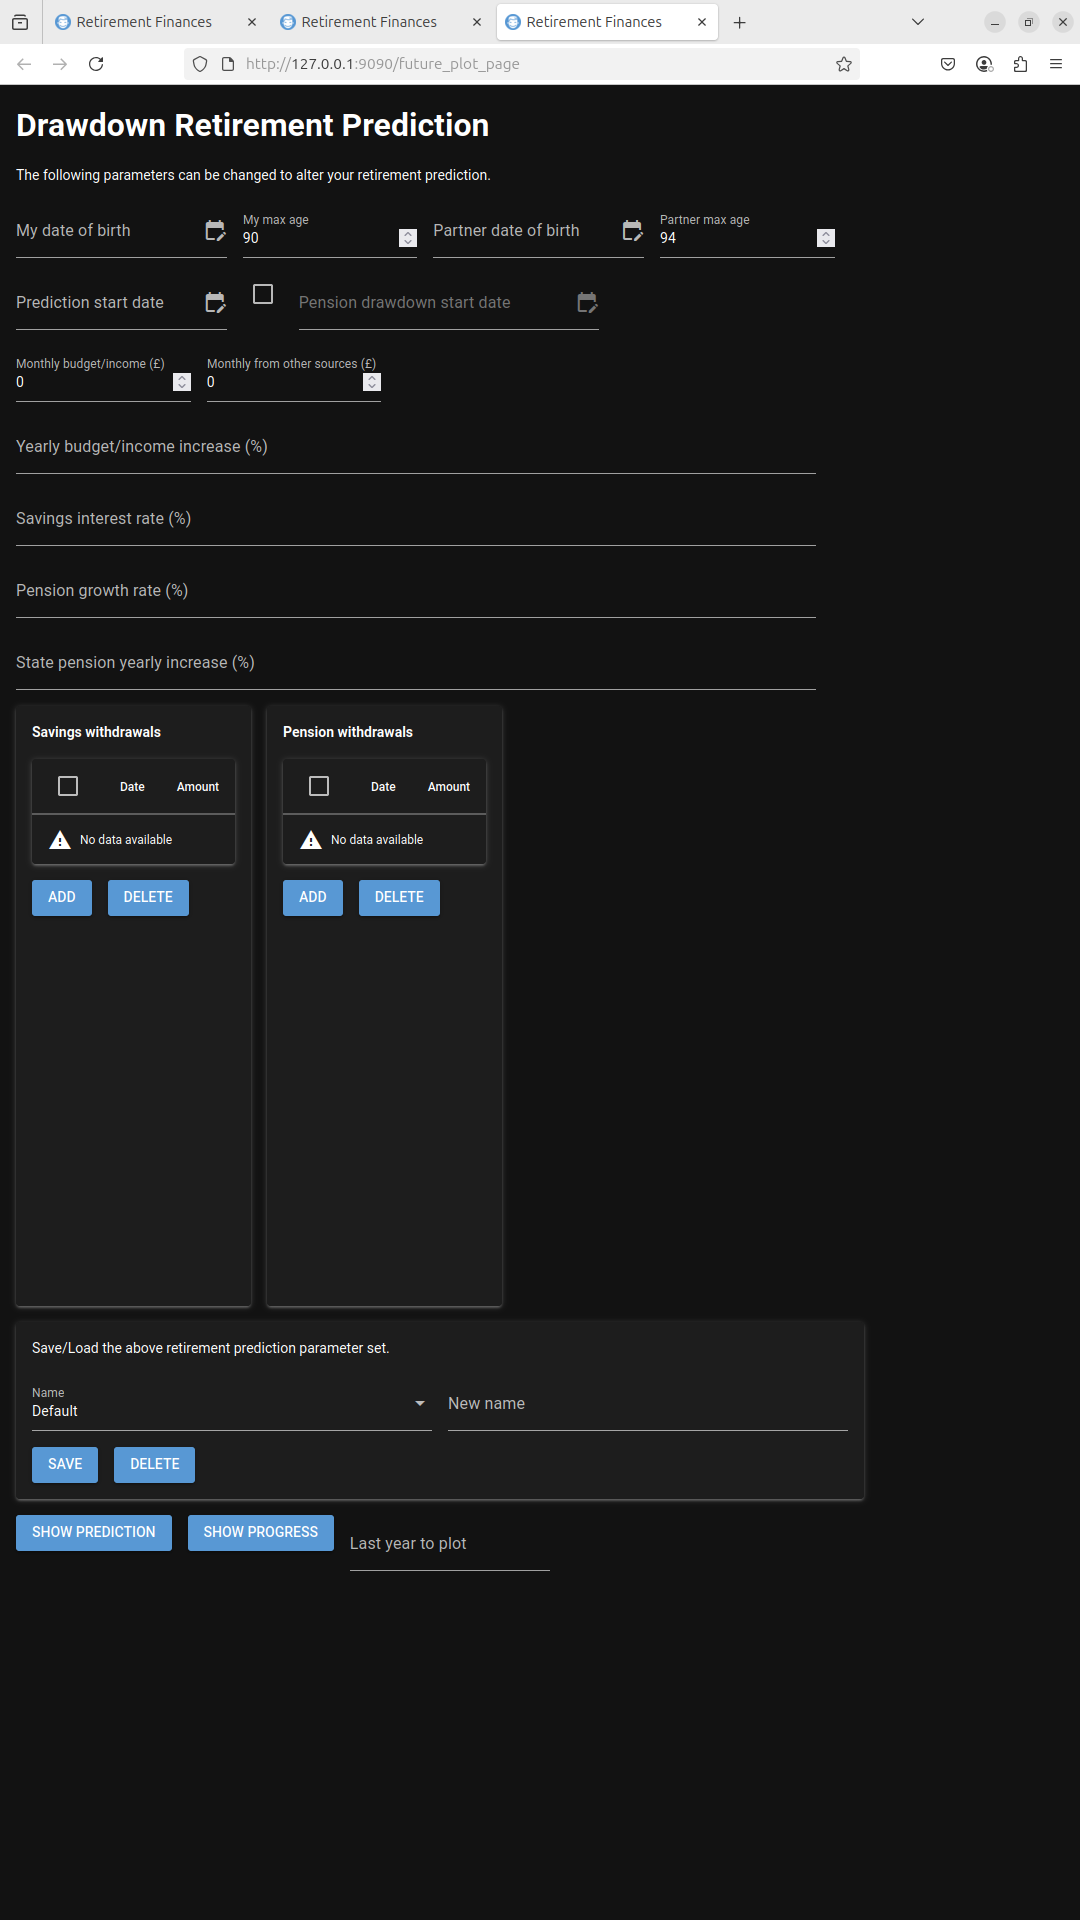 Retirement Finances
Retirement Finances
Retirement Finances
http://127.0.0.1:9090/future_plot_page
Drawdown Retirement Prediction
The following parameters can be changed to alter your retirement prediction.
My date of birth
My max age
90
Partner date of birth
Partner max age
94
Prediction start date
Pension drawdown start date
Monthly budget/income (£)
0
Monthly from other sources (£)
0
Yearly budget/income increase (%)
Savings interest rate (%)
Pension growth rate (%)
State pension yearly increase (%)
Savings withdrawals
Date Amount
No data available
ADD DELETE
Pension withdrawals
Date Amount
No data available
ADD DELETE
Save/Load the above retirement prediction parameter set.
Name
Default
New name
SAVE DELETE
SHOW PREDICTION SHOW PROGRESS
Last year to plot